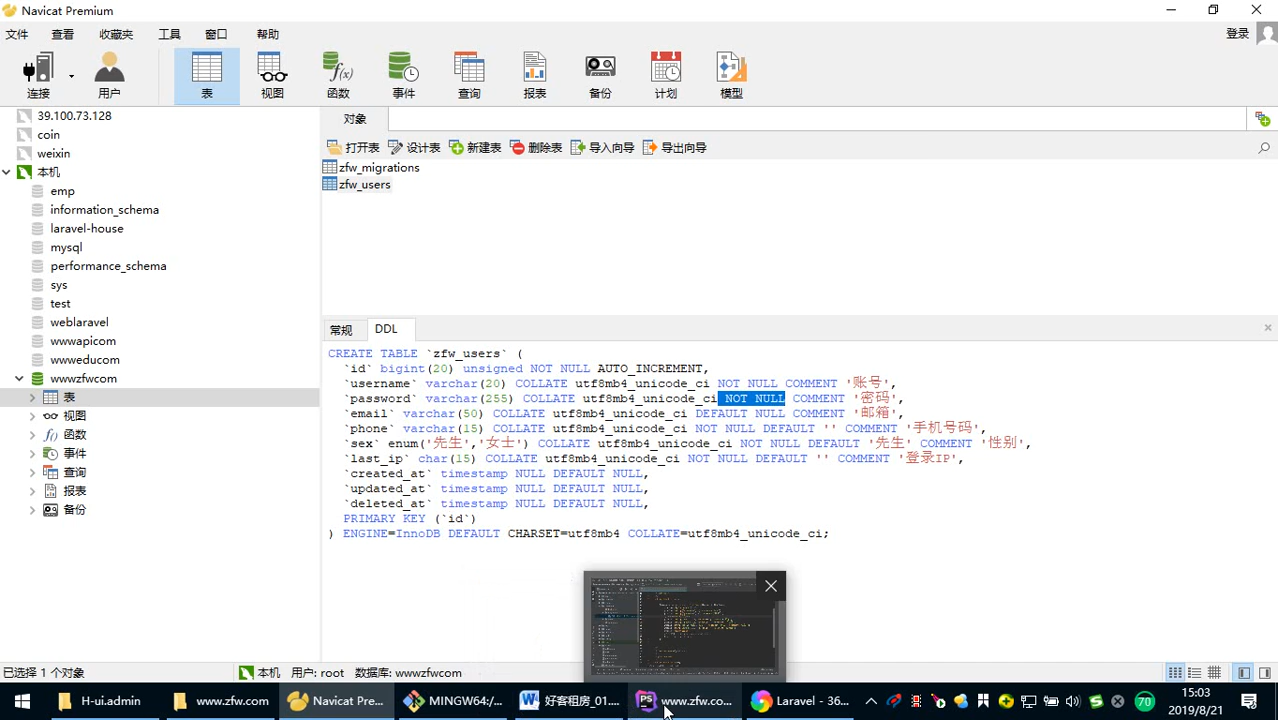 Navicat Premium
文件 查看 收藏夹 工具 窗口 帮助 登录
连接 用户 表 视图 函数 事件 查询 报表 备份 计划 模型
39.100.73.128
coin
weixin
本机
emp
information_schema
laravel-house
mysql
performance_schema
sys
test
weblaravel
wwwapicom
wwweducom
wwwzfwcom
表
视图
函数
事件
查询
报表
备份
对象
打开表 设计表 新建表 删除表 导入向导 导出向导
zfw_migrations
zfw_users
常规 DDL
CREATE TABLE `zfw_users` (
`id` bigint(20) unsigned NOT NULL AUTO_INCREMENT,
`username` varchar(20) COLLATE utf8mb4_unicode_ci NOT NULL COMMENT '账号',
`password` varchar(255) COLLATE utf8mb4_unicode_ci NOT NULL COMMENT '密码',
`email` varchar(50) COLLATE utf8mb4_unicode_ci DEFAULT NULL COMMENT '邮箱',
`phone` varchar(15) COLLATE utf8mb4_unicode_ci NOT NULL DEFAULT '' COMMENT '手机号码',
`sex` enum('先生','女士') COLLATE utf8mb4_unicode_ci NOT NULL DEFAULT '先生' COMMENT '性别',
`last_ip` char(15) COLLATE utf8mb4_unicode_ci NOT NULL DEFAULT '' COMMENT '登录IP',
`created_at` timestamp NULL DEFAULT NULL,
`updated_at` timestamp NULL DEFAULT NULL,
`deleted_at` timestamp NULL DEFAULT NULL,
PRIMARY KEY (`id`)
) ENGINE=InnoDB DEFAULT CHARSET=utf8mb4 COLLATE=utf8mb4_unicode_ci;
已选择 1 个对象 本机 用户: root 数据库: wwwzfwcom
H-ui.admin www.zfw.com Navicat Pre... MINGW64:/... 好客租房_01.... www.zfw.co... Laravel - 36... 70
15:03
2019/8/21